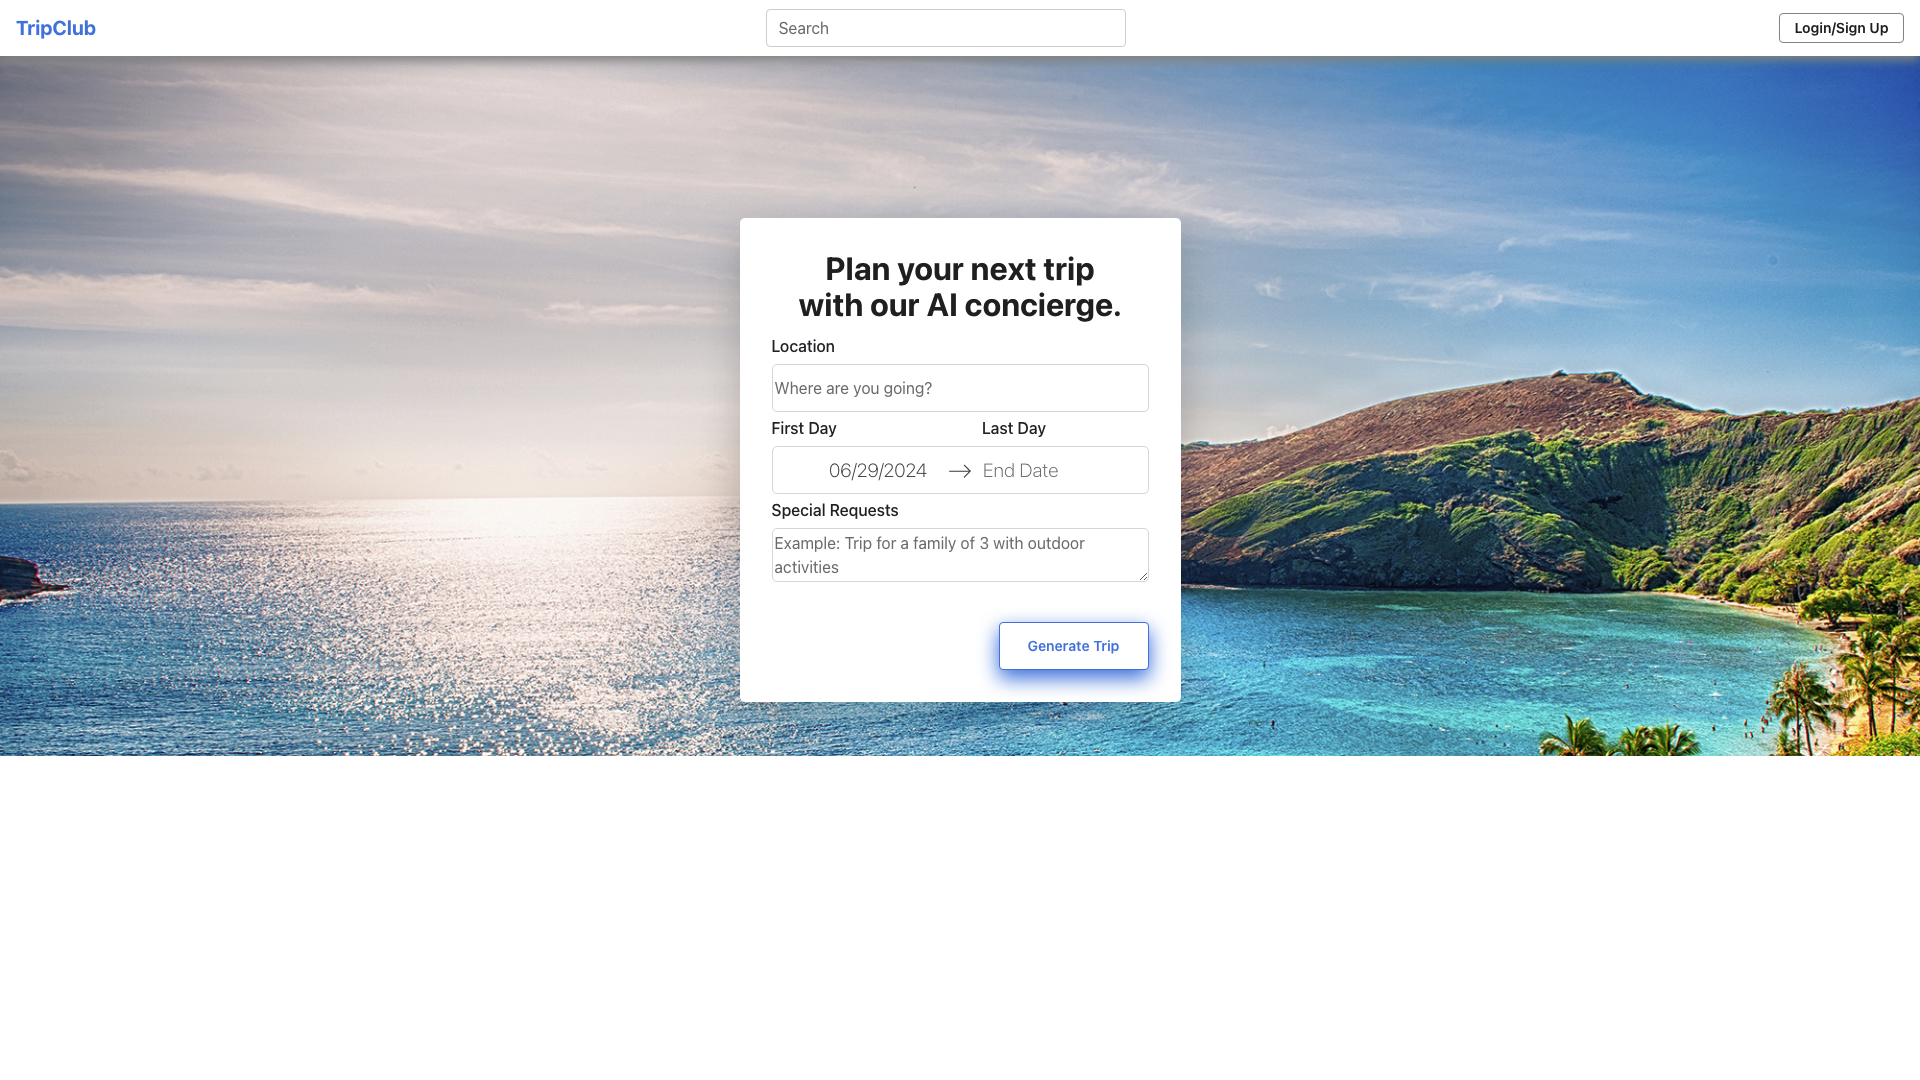 TripClub
Search
Login/Sign Up
Plan your next trip
with our AI concierge.
Location
Where are you going?
First Day
Last Day
06/29/2024
End Date
Special Requests
Example: Trip for a family of 3 with outdoor
activities
Generate Trip